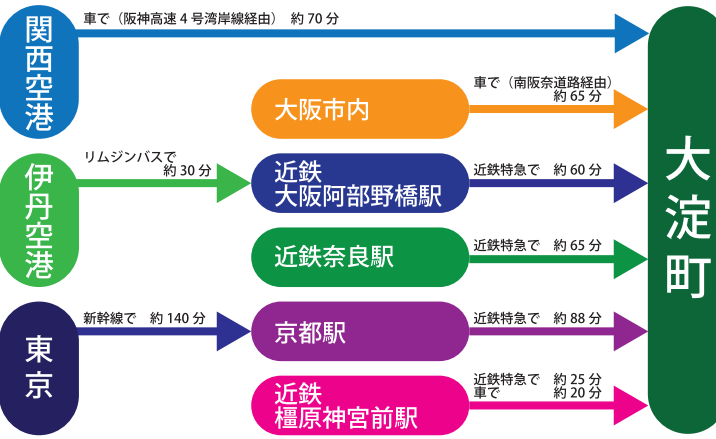 関西空港
車で（阪神高速4号湾岸線経由） 約70分
大阪市内
車で（南阪奈道路経由）
約65分
伊丹空港
リムジンバスで
約30分
近鉄
大阪阿部野橋駅
近鉄特急で 約60分
近鉄奈良駅
近鉄特急で 約65分
東京
新幹線で 約140分
京都駅
近鉄特急で 約88分
近鉄
橿原神宮前駅
近鉄特急で 約25分
車で 約20分
大淀町